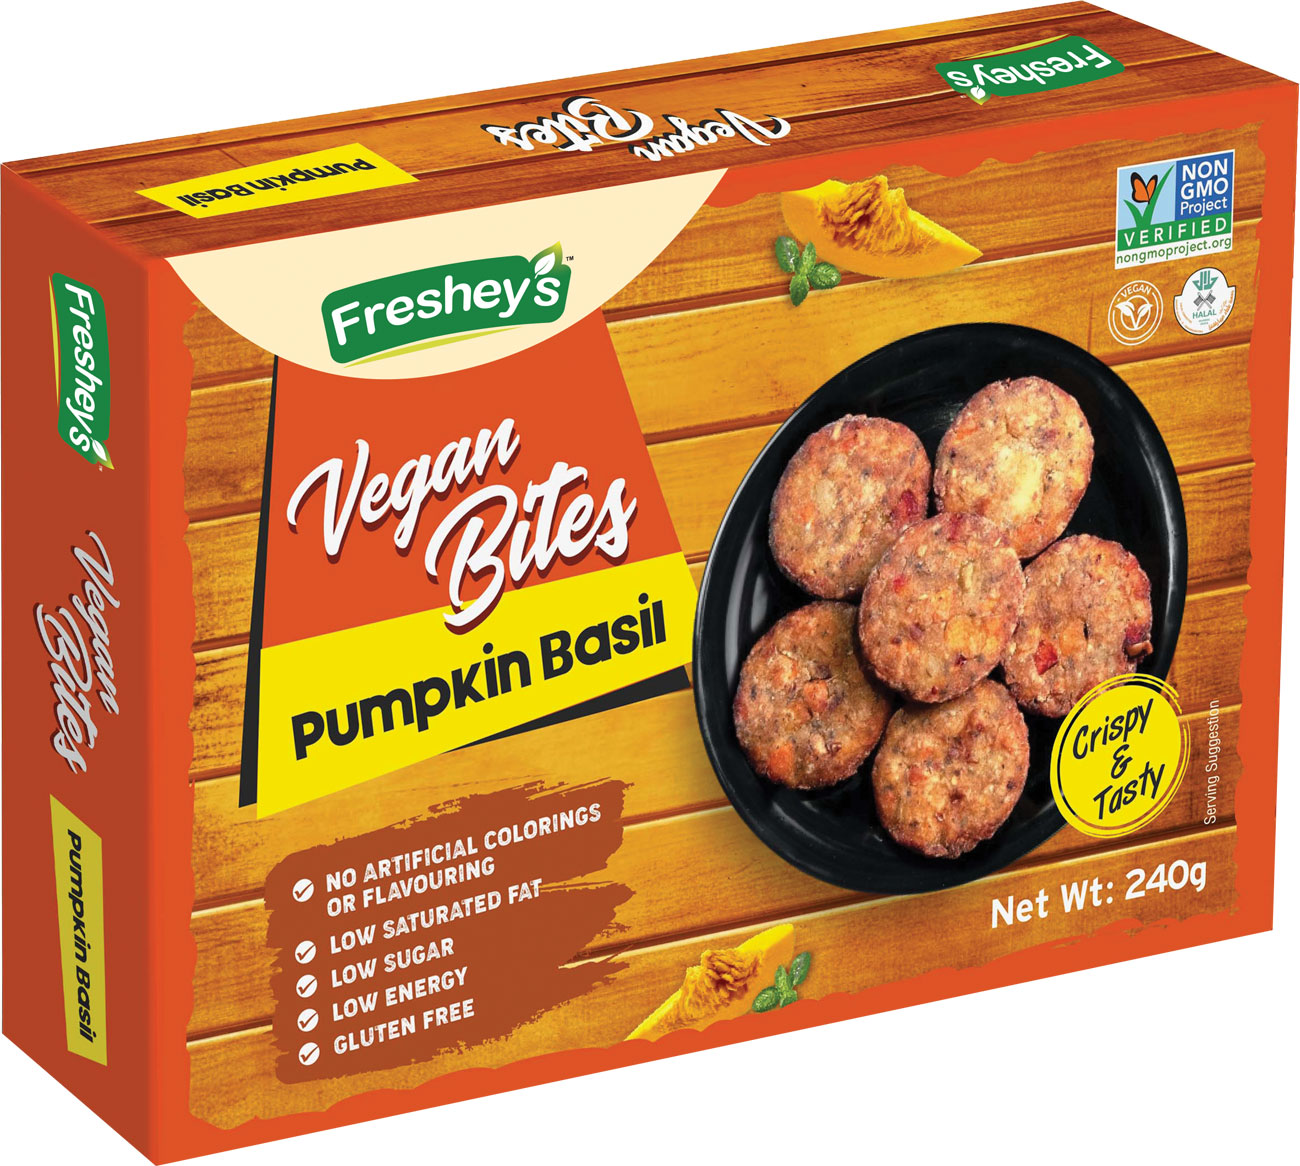 Freshey's
Vegan
Bites
Pumpkin Basil
Freshey's™
Vegan
Bites
Pumpkin Basil
NO ARTIFICIAL COLORINGS
OR FLAVOURING
LOW SATURATED FAT
LOW SUGAR
LOW ENERGY
GLUTEN FREE
NON
GMO
Project
VERIFIED
nongmoproject.org
VEGAN
HALAL
Crispy
&
Tasty
Serving Suggestion
Net Wt: 240g
Freshey's
Vegan
Bites
Pumpkin Basil